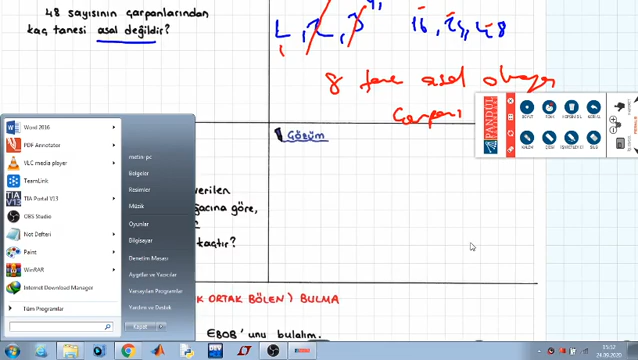 48 sayısının çarpanlarından
kaç tanesi asal değildir?
16, 24, 48
8 tane asal olmayan
çarpanı
Çözüm
verilen
ğacına göre,
kaçtır?
K ORTAK BÖLEN) BULMA
EBOB'unu bulalım.
PANDUL
Word 2016
PDF Annotator
VLC media player
TeamLink
TIA Portal V13
OBS Studio
Not Defteri
Paint
WinRAR
Internet Download Manager
Tüm Programlar
metin-pc
Belgeler
Resimler
Müzik
Oyunlar
Bilgisayar
Denetim Masası
Aygıtlar ve Yazıcılar
Varsayılan Programlar
Yardım ve Destek
Kapat
15:02
24.09.2020